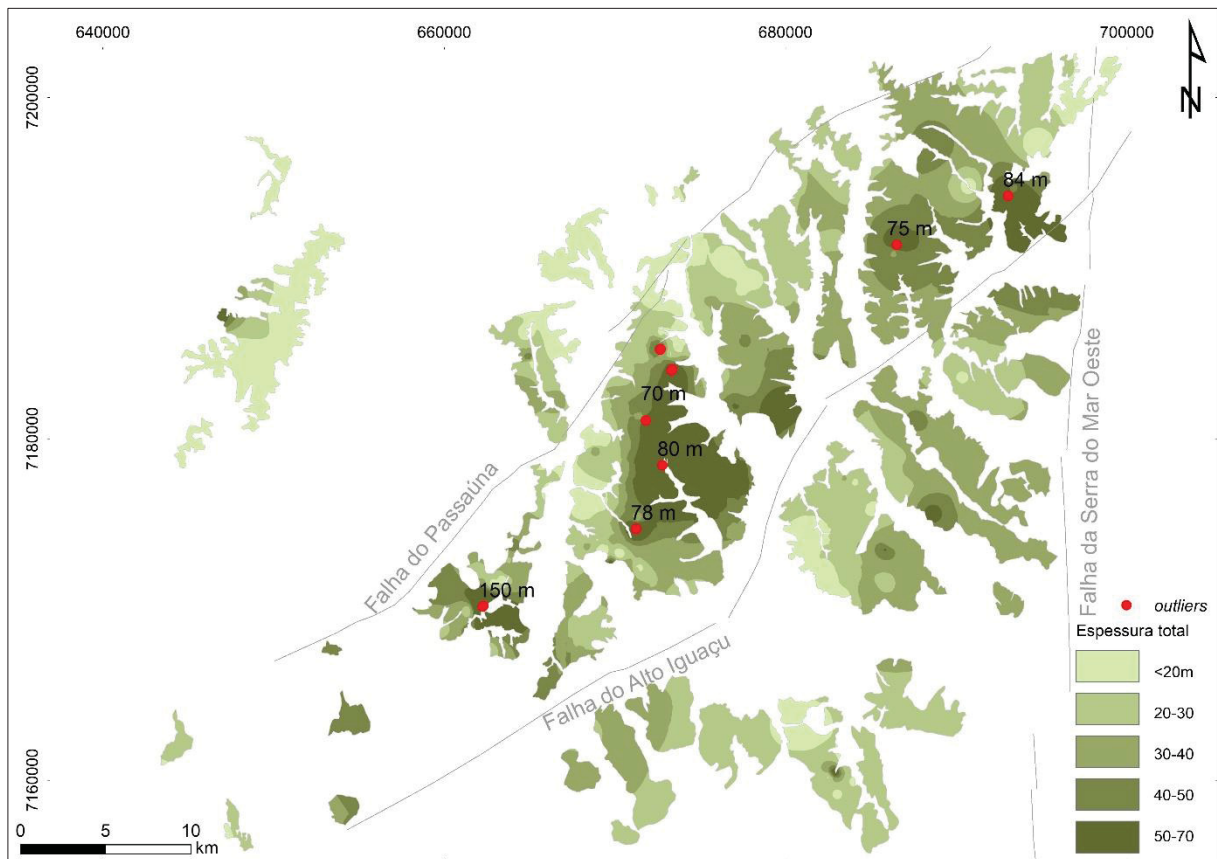 640000
660000
680000
700000
N
7200000
7180000
7160000
84 m
75 m
70 m
80 m
78 m
150 m
Falha do Passaúna
Falha do Alto Iguaçu
Falha da Serra do Mar Oeste
outliers
Espessura total
<20m
20-30
30-40
40-50
50-70
0 5 10
km